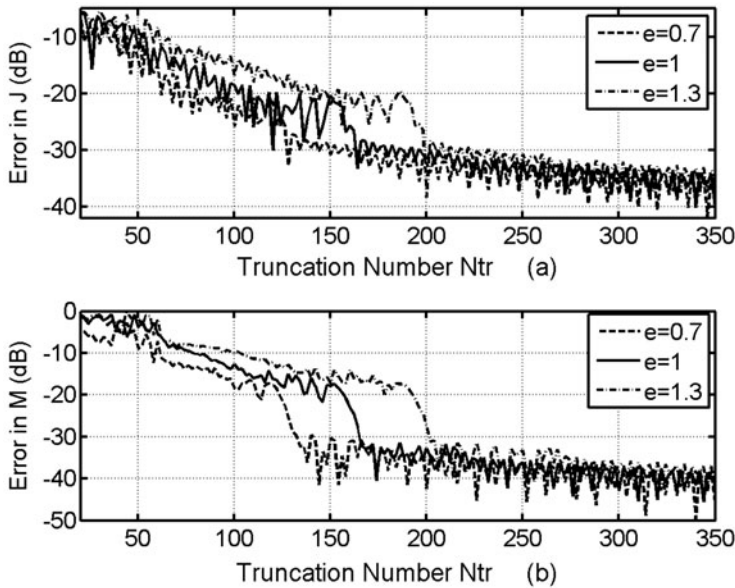 Error in J (dB)
-10
-20
-30
-40
e=0.7
e=1
e=1.3
50 100 150 200 250 300 350
Truncation Number Ntr (a)
Error in M (dB)
0
-10
-20
-30
-40
-50
e=0.7
e=1
e=1.3
50 100 150 200 250 300 350
Truncation Number Ntr (b)